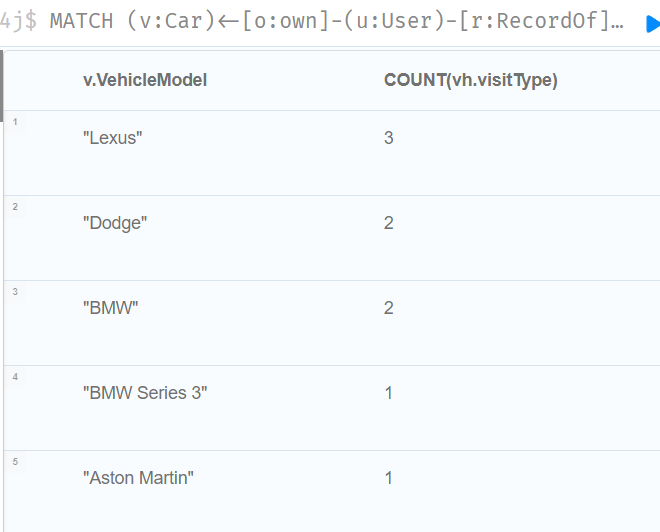 4j$ MATCH (v:Car)<-[o:own]-(u:User)-[r:RecordOf]…
v.VehicleModel COUNT(vh.visitType)
1 "Lexus" 3
2 "Dodge" 2
3 "BMW" 2
4 "BMW Series 3" 1
5 "Aston Martin" 1